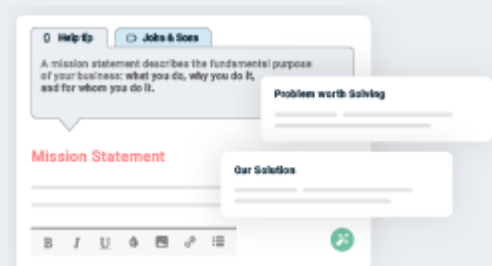 Help tip
Jobs & Sons
A mission statement describes the fundamental purpose
of your business: what you do, why you do it,
and for whom you do it.
Problem worth Solving
Mission Statement
Our Solution
B I U